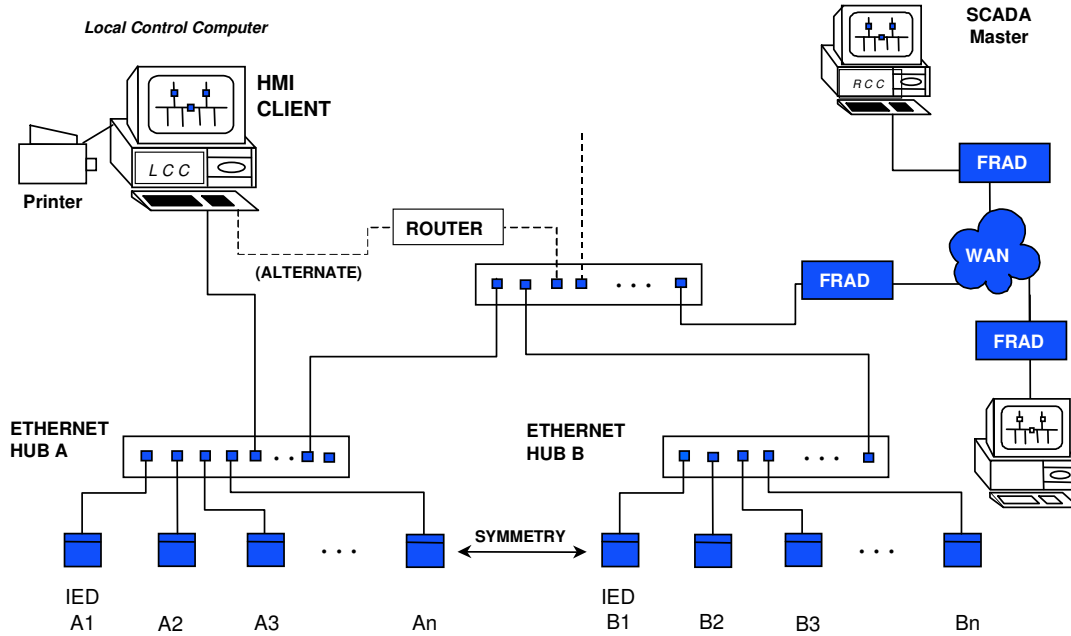 Local Control Computer
SCADA
Master
HMI
CLIENT
RCC
LCC
FRAD
Printer
ROUTER
(ALTERNATE)
WAN
FRAD
FRAD
ETHERNET
HUB A
ETHERNET
HUB B
SYMMETRY
IED
A1
A2
A3
An
IED
B1
B2
B3
Bn